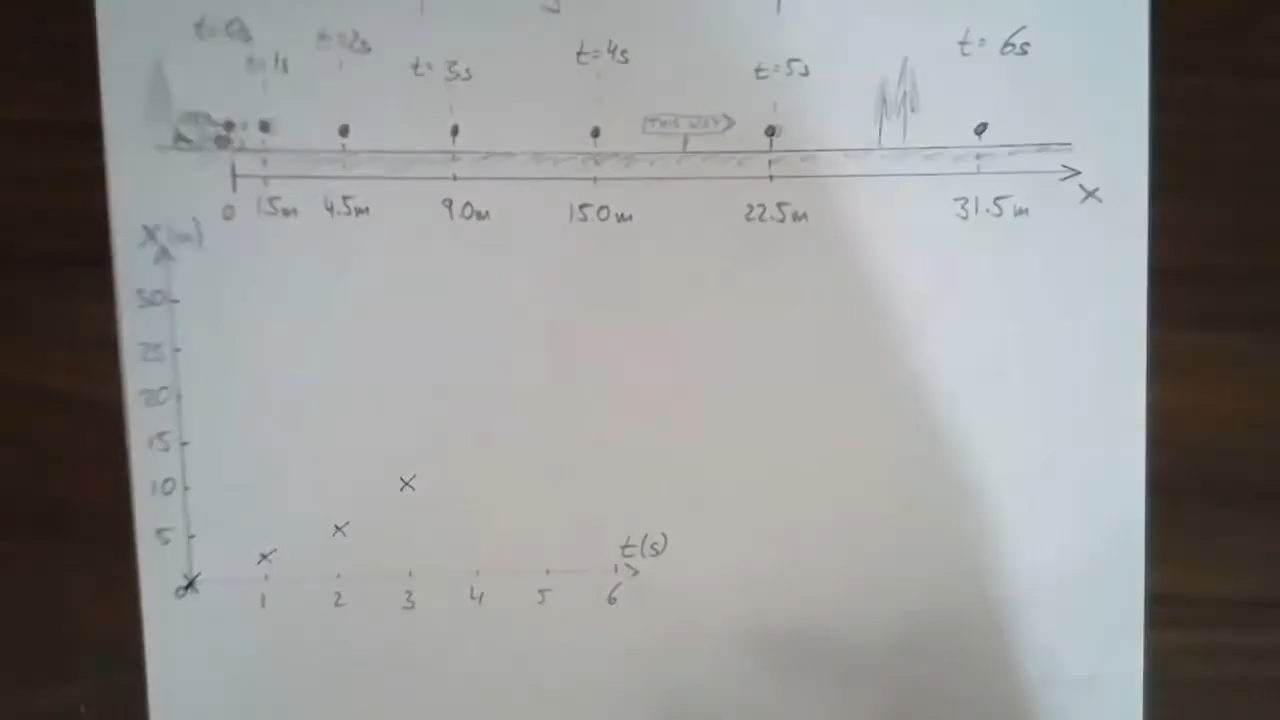 t=0s t=1s t=2s t=3s t=4s t=5s t=6s
THIS WAY
0 1.5m 4.5m 9.0m 15.0m 22.5m 31.5m X
X(m)
30
25
20
15
10
5
0
t(s)
1 2 3 4 5 6